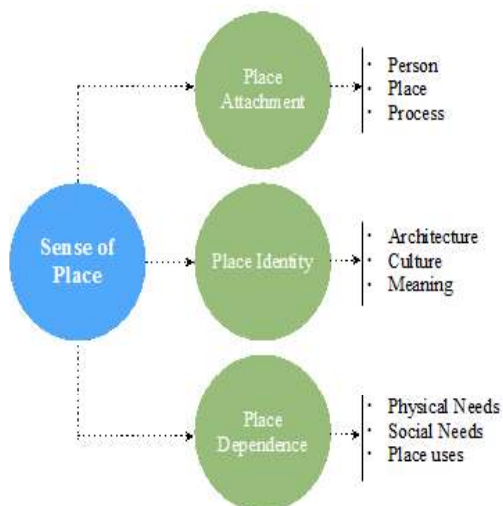 Place
Attachment
· Person
· Place
· Process
Sense of
Place
Place Identity
· Architecture
· Culture
· Meaning
Place
Dependence
· Physical Needs
· Social Needs
· Place uses